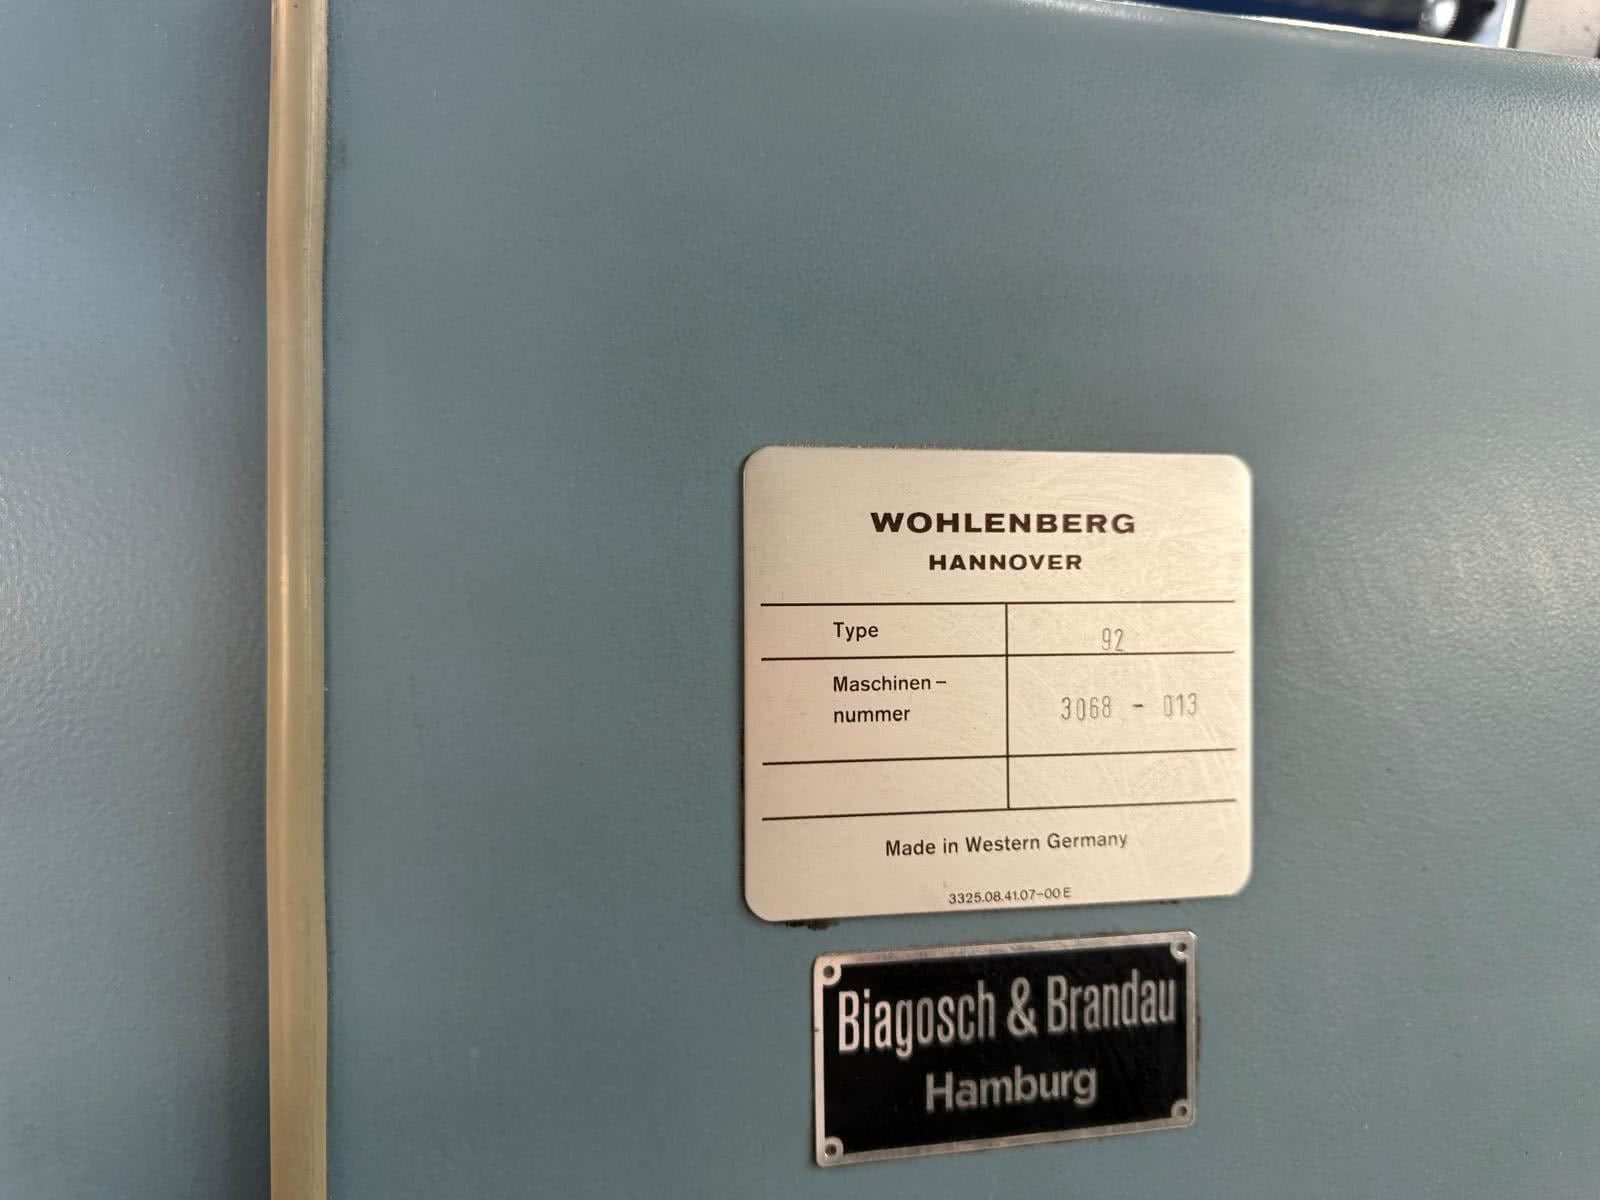 WOHLENBERG
HANNOVER
Type 92
Maschinen–
nummer 3068 - 013
Made in Western Germany
3325.08.41.07-00 E
Biagosch & Brandau
Hamburg